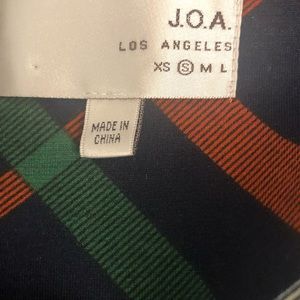 J.O.A.
LOS ANGELES
XS S M L
MADE IN
CHINA